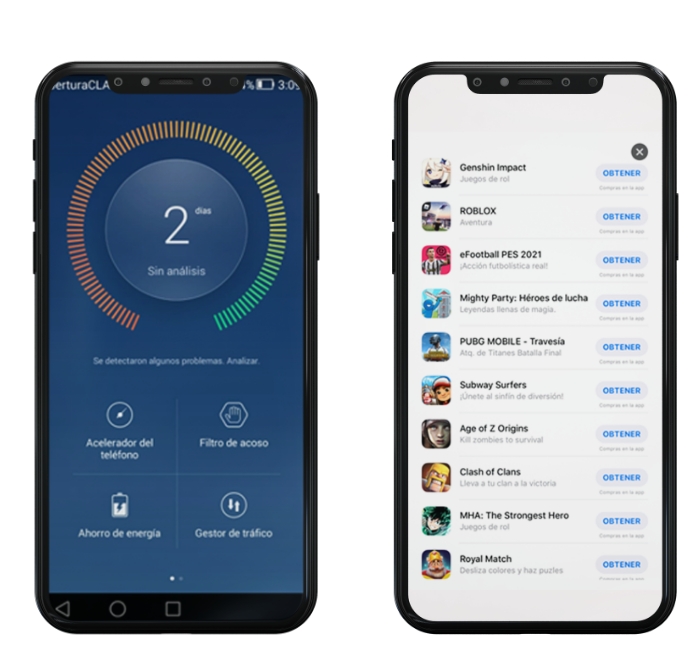 erturaCLA
% 3:0
2 días
Sin análisis
Se detectaron algunos problemas. Analizar.
Acelerador del
teléfono
Filtro de acoso
Ahorro de energía
Gestor de tráfico
Genshin Impact
Juegos de rol
OBTENER
Compras en la app
ROBLOX
Aventura
OBTENER
Compras en la app
eFootball PES 2021
¡Acción futbolística real!
OBTENER
Compras en la app
Mighty Party: Héroes de lucha
Leyendas llenas de magia.
OBTENER
Compras en la app
PUBG MOBILE - Travesía
Atq. de Titanes Batalla Final
OBTENER
Compras en la app
Subway Surfers
¡Únete al sinfín de diversión!
OBTENER
Compras en la app
Age of Z Origins
Kill zombies to survival
OBTENER
Compras en la app
Clash of Clans
Lleva a tu clan a la victoria
OBTENER
Compras en la app
MHA: The Strongest Hero
Juegos de rol
OBTENER
Compras en la app
Royal Match
Desliza colores y haz puzles
OBTENER
Compras en la app